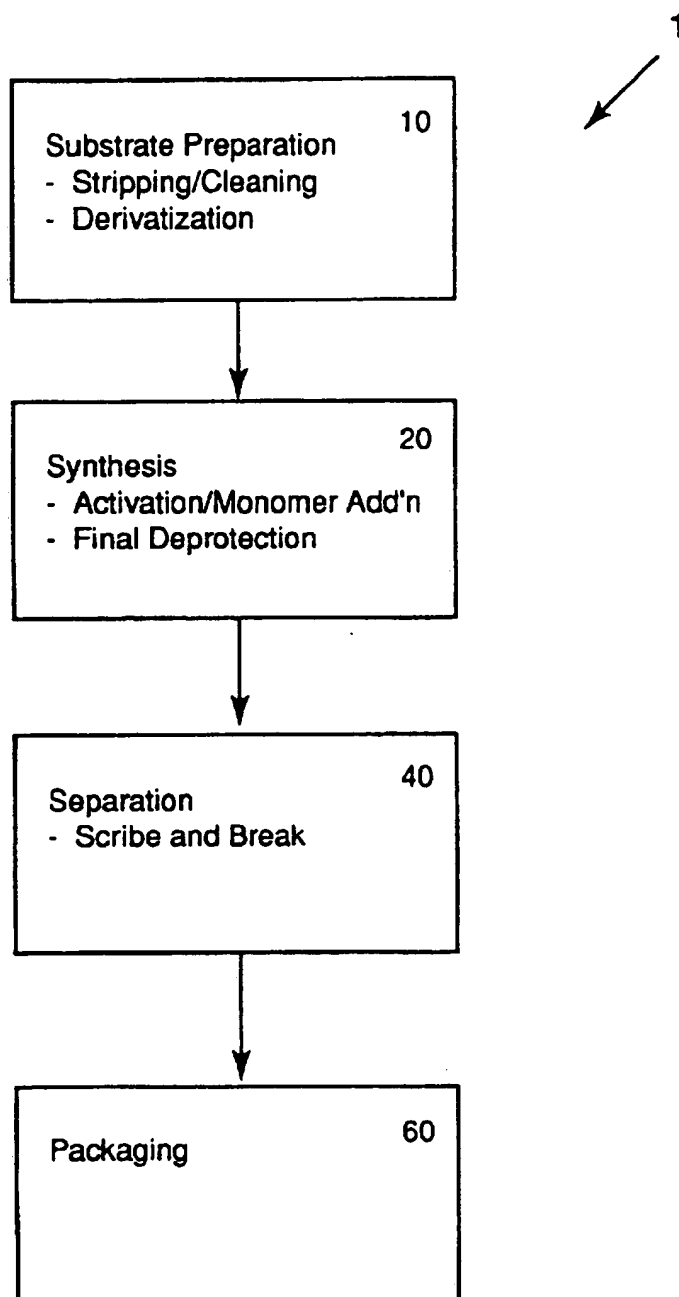 1
10
Substrate Preparation
- Stripping/Cleaning
- Derivatization
20
Synthesis
- Activation/Monomer Add'n
- Final Deprotection
40
Separation
- Scribe and Break
60
Packaging